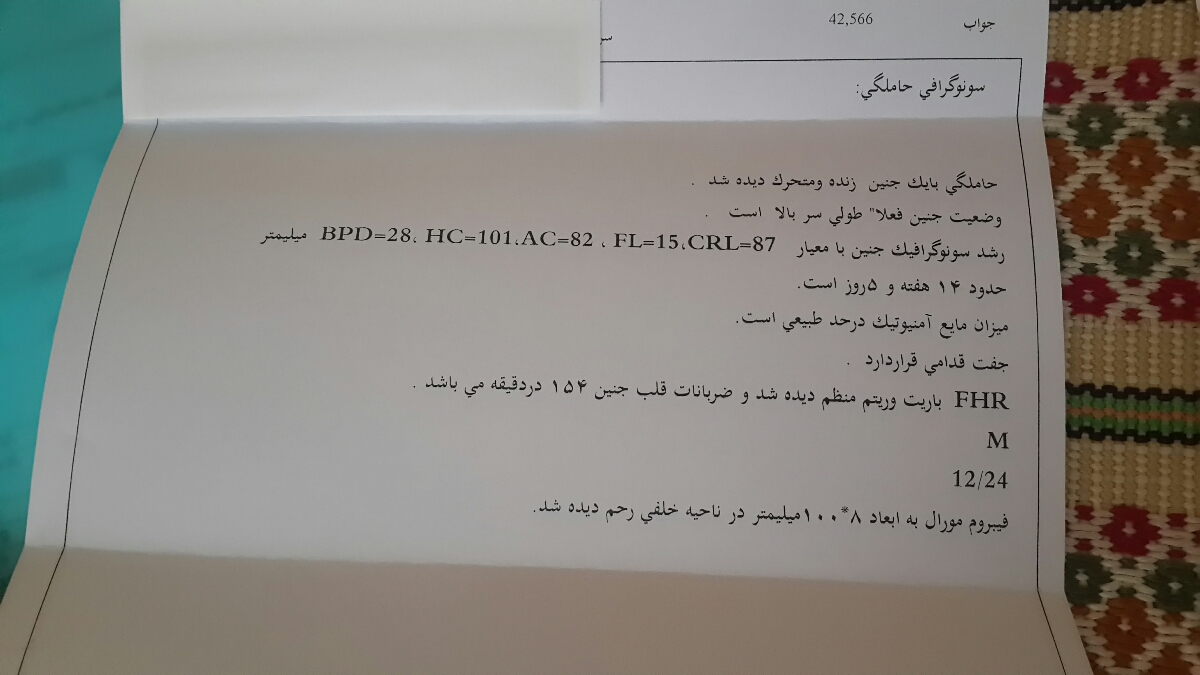 جواب 42,566
سونوگرافي حاملگي:
حاملگي بايك جنين زنده ومتحرك ديده شد .
وضعيت جنين فعلا" طولي سر بالا است .
رشد سونوگرافيك جنين با معيار BPD=28، HC=101،AC=82 ، FL=15،CRL=87 ميليمتر
حدود ۱۴ هفته و ۵روز است.
ميزان مايع آمنيوتيك درحد طبيعي است.
جفت قدامي قراردارد .
FHR باريت وريتم منظم ديده شد و ضربانات قلب جنين ۱۵۴ دردقيقه مي باشد .
M
12/24
فيبروم مورال به ابعاد ۸*۱۰۰ميليمتر در ناحيه خلفي رحم ديده شد.